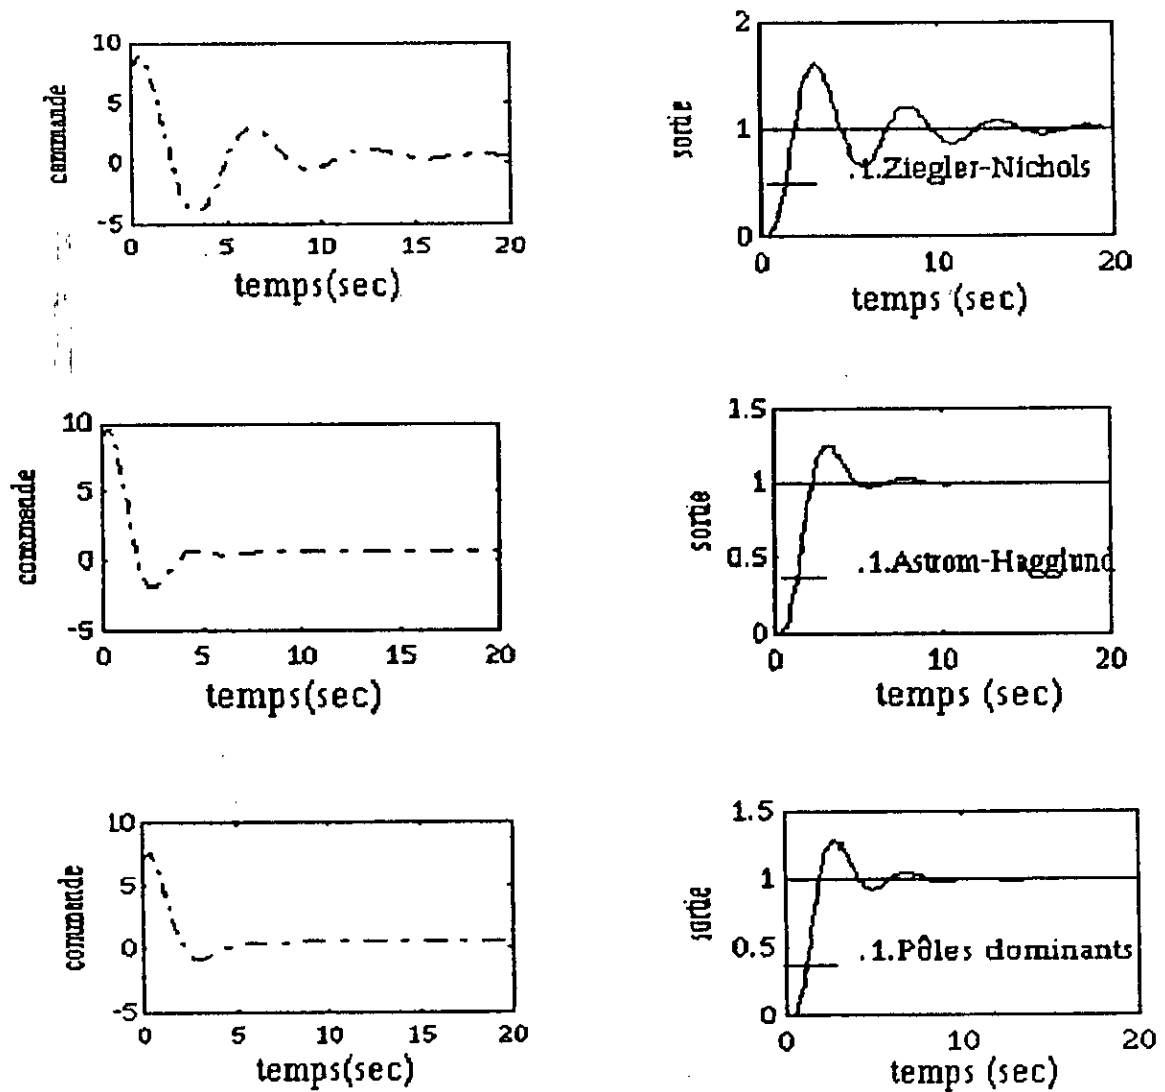 10
5
0
-5
commande
0 5 10 15 20
temps(sec)
2
1
0
sortie
.1.Ziegler-Nichols
0 10 20
temps (sec)
10
5
0
-5
commande
0 5 10 15 20
temps(sec)
1.5
1
0.5
0
sortie
.1.Astrom-Hagglund
0 10 20
temps (sec)
10
5
0
-5
commande
0 5 10 15 20
temps(sec)
1.5
1
0.5
0
sortie
.1.Pôles dominants
0 10 20
temps (sec)